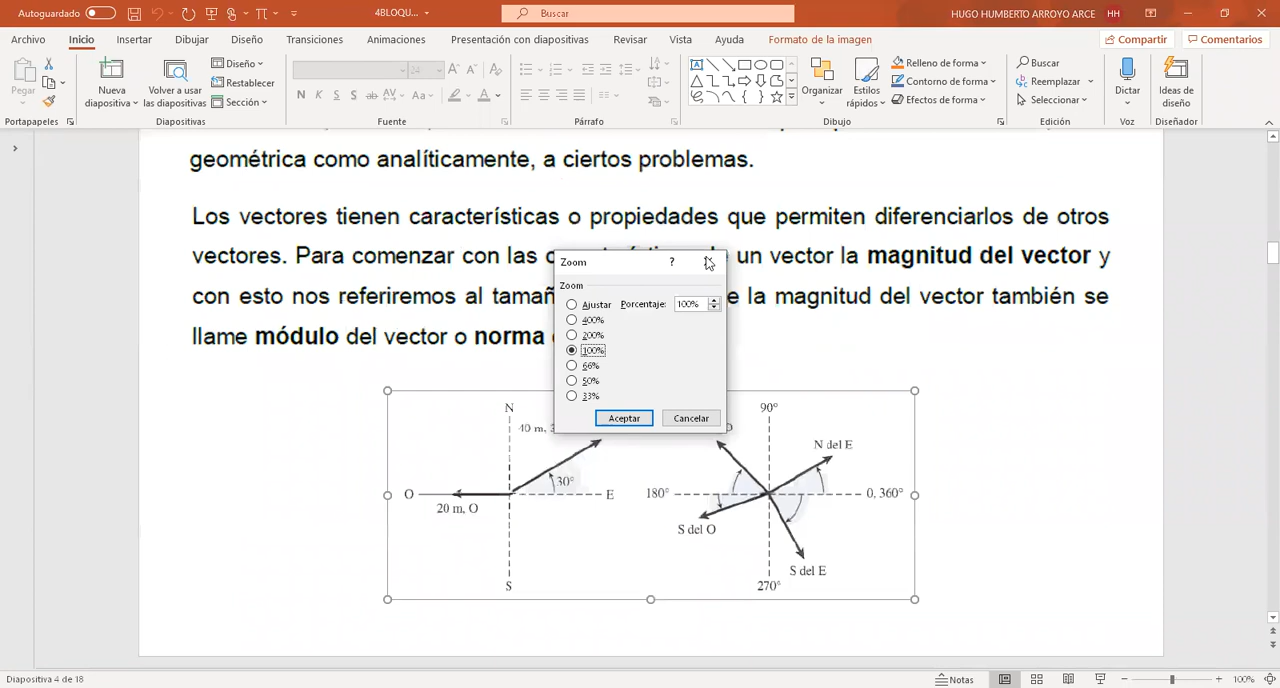 Autoguardado
4BLOQU...
Buscar
HUGO HUMBERTO ARROYO ARCE
HH
Archivo
Inicio
Insertar
Dibujar
Diseño
Transiciones
Animaciones
Presentación con diapositivas
Revisar
Vista
Ayuda
Formato de la imagen
Compartir
Comentarios
Pegar
Nueva
diapositiva
Volver a usar
las diapositivas
Diseño
Restablecer
Sección
24
N K S S ab AV Aa A
Organizar
Estilos
rápidos
Relleno de forma
Contorno de forma
Efectos de forma
Buscar
Reemplazar
Seleccionar
Dictar
Ideas de
diseño
Portapapeles
Diapositivas
Fuente
Párrafo
Dibujo
Edición
Voz
Diseñador
geométrica como analíticamente, a ciertos problemas.
Los vectores tienen características o propiedades que permiten diferenciarlos de otros
vectores. Para comenzar con las un vector la magnitud del vector y
con esto nos referiremos al la magnitud del vector también se
llame módulo del vector o norma
Zoom
?
Zoom
Ajustar
Porcentaje:
100%
400%
200%
100%
66%
50%
33%
Aceptar
Cancelar
N
40 m,
30°
O
E
20 m, O
S
90°
N del E
180°
0, 360°
S del O
S del E
270°
Diapositiva 4 de 18
Notas
100%